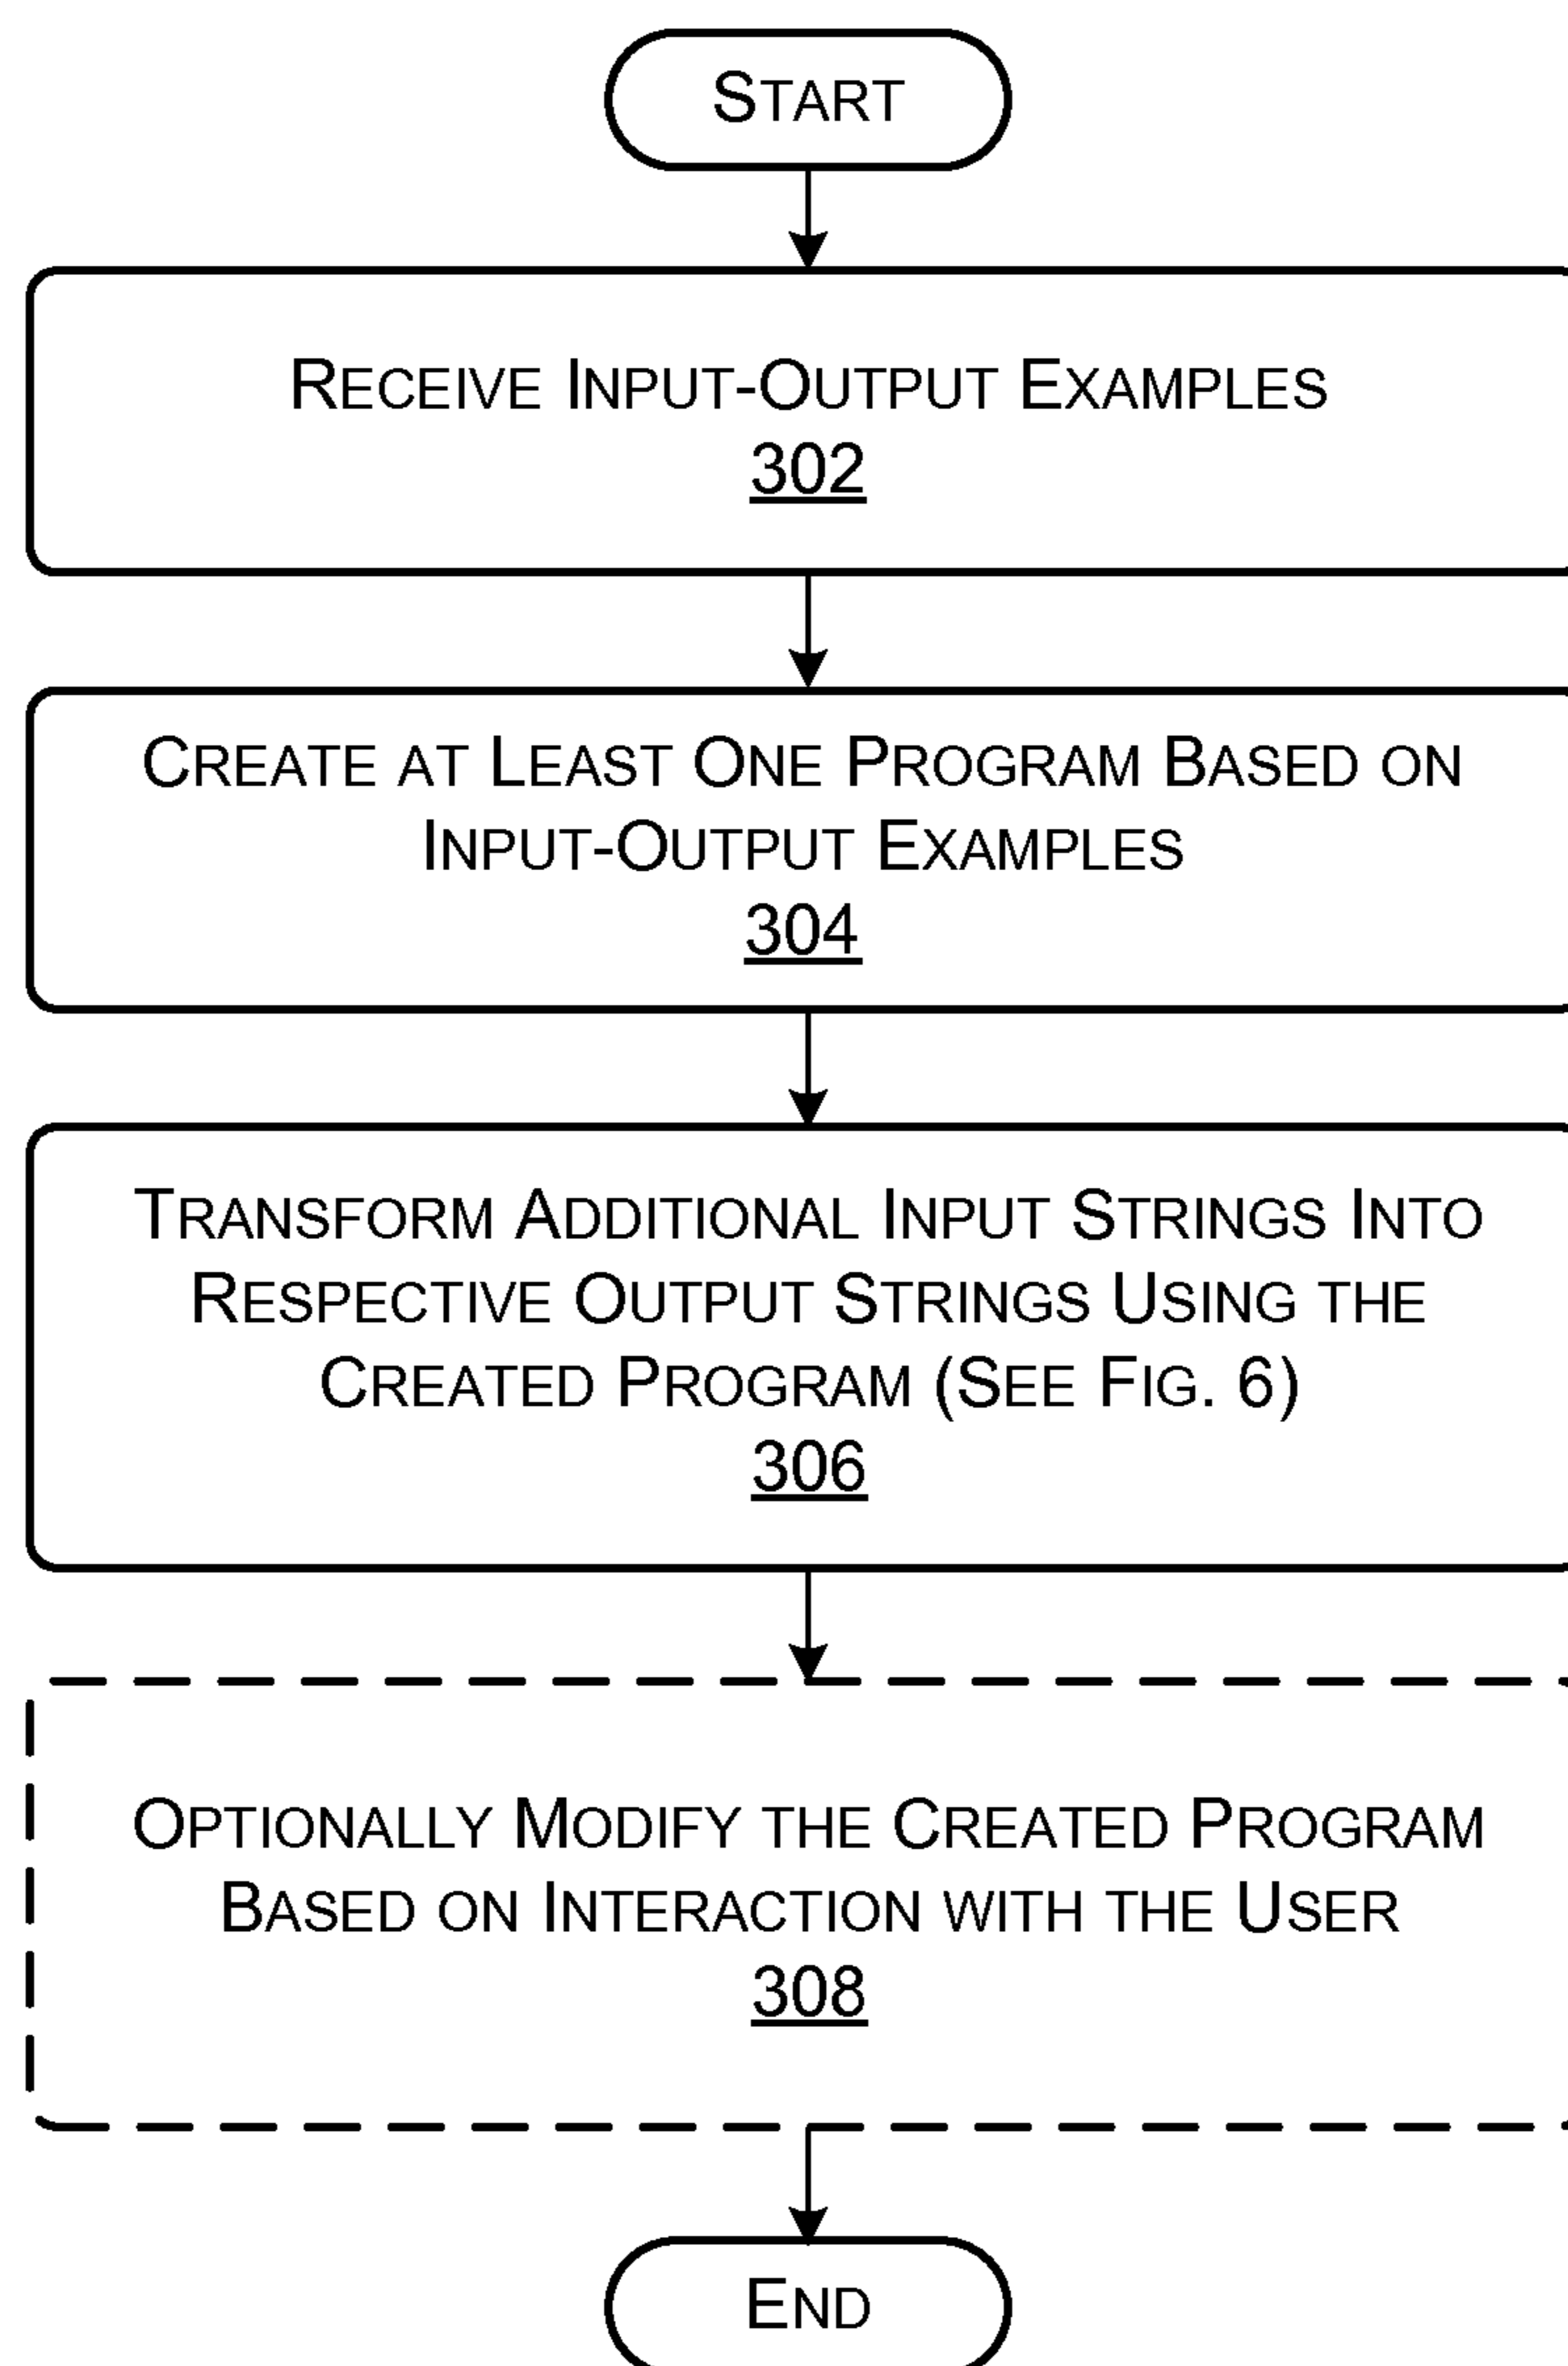 START
RECEIVE INPUT-OUTPUT EXAMPLES
302
CREATE AT LEAST ONE PROGRAM BASED ON
INPUT-OUTPUT EXAMPLES
304
TRANSFORM ADDITIONAL INPUT STRINGS INTO
RESPECTIVE OUTPUT STRINGS USING THE
CREATED PROGRAM (SEE FIG. 6)
306
OPTIONALLY MODIFY THE CREATED PROGRAM
BASED ON INTERACTION WITH THE USER
308
END